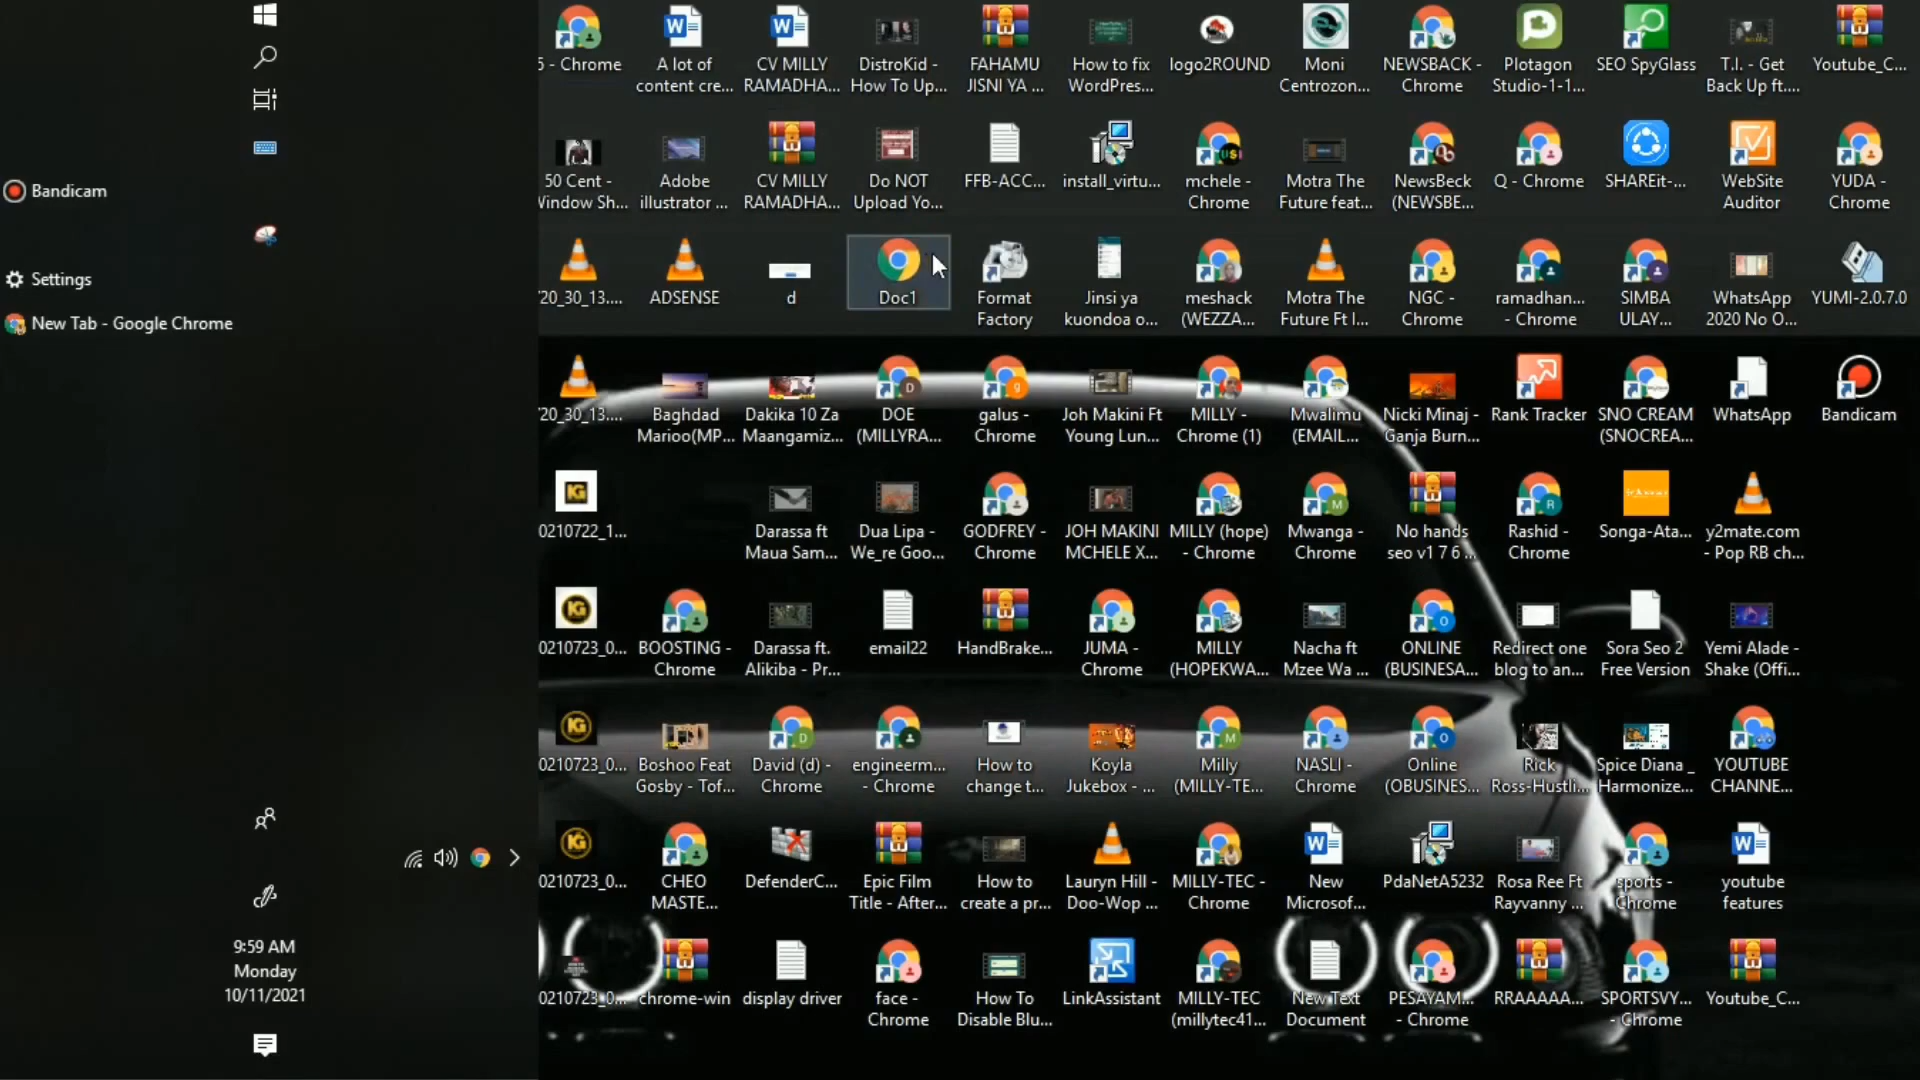 Bandicam
Settings
New Tab - Google Chrome
9:59 AM
Monday
10/11/2021
5 - Chrome
A lot of
content cre...
CV MILLY
RAMADHA...
DistroKid -
How To Up...
FAHAMU
JISNI YA ...
How to fix
WordPres...
logo2ROUND
Moni
Centrozon...
NEWSBACK -
Chrome
Plotagon
Studio-1-1...
SEO SpyGlass
T.I. - Get
Back Up ft....
Youtube_C...
50 Cent -
Window Sh...
Adobe
illustrator ...
CV MILLY
RAMADHA...
Do NOT
Upload Yo...
FFB-ACC...
install_virtu...
mchele -
Chrome
Motra The
Future feat...
NewsBeck
(NEWSBE...
Q - Chrome
SHAREit-...
WebSite
Auditor
YUDA -
Chrome
20_30_13....
ADSENSE
d
Doc1
Format
Factory
Jinsi ya
kuondoa o...
meshack
(WEZZA...
Motra The
Future Ft I...
NGC -
Chrome
ramadhan...
- Chrome
SIMBA
ULAY...
WhatsApp
2020 No O...
YUMI-2.0.7.0
20_30_13....
Baghdad
Marioo(MP...
Dakika 10 Za
Maangamiz...
DOE
(MILLYRA...
galus -
Chrome
Joh Makini Ft
Young Lun...
MILLY -
Chrome (1)
Mwalimu
(EMAIL...
Nicki Minaj -
Ganja Burn...
Rank Tracker
SNO CREAM
(SNOCREA...
WhatsApp
Bandicam
0210722_1...
Darassa ft
Maua Sam...
Dua Lipa -
We_re Goo...
GODFREY -
Chrome
JOH MAKINI
MCHELE X...
MILLY (hope)
- Chrome
Mwanga -
Chrome
No hands
seo v1 7 6 ...
Rashid -
Chrome
Songa-Ata...
y2mate.com
- Pop RB ch...
0210723_0...
BOOSTING -
Chrome
Darassa ft.
Alikiba - Pr...
email22
HandBrake...
JUMA -
Chrome
MILLY
(HOPEKWA...
Nacha ft
Mzee Wa ...
ONLINE
(BUSINESA...
Redirect one
blog to an...
Sora Seo 2
Free Version
Yemi Alade -
Shake (Offi...
0210723_0...
Boshoo Feat
Gosby - Tof...
David (d) -
Chrome
engineerm...
- Chrome
How to
change t...
Koyla
Jukebox - ...
Milly
(MILLY-TE...
NASLI -
Chrome
Online
(OBUSINES...
Rick
Ross-Hustli...
Spice Diana _
Harmonize...
YOUTUBE
CHANNE...
0210723_0...
CHEO
MASTE...
DefenderC...
Epic Film
Title - After...
How to
create a pr...
Lauryn Hill -
Doo-Wop ...
MILLY-TEC -
Chrome
New
Microsof...
PdaNetA5232
Rosa Ree Ft
Rayvanny ...
sports -
Chrome
youtube
features
0210723_0...
chrome-win
display driver
face -
Chrome
How To
Disable Blu...
LinkAssistant
MILLY-TEC
(millytec41...
New Text
Document
PESAYAM...
- Chrome
RRAAAAA...
SPORTSVY...
- Chrome
Youtube_C...